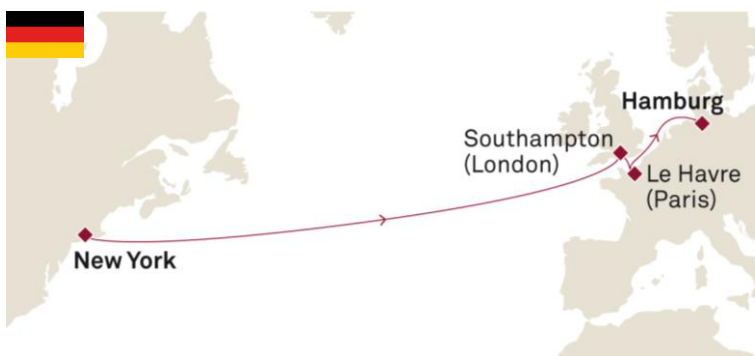 Hamburg
Southampton
(London)
Le Havre
(Paris)
New York